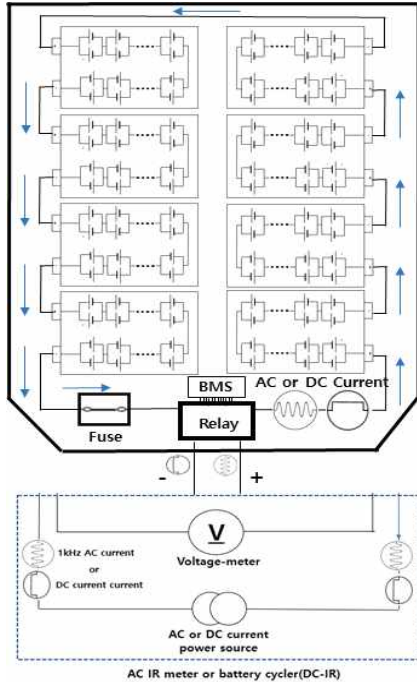 BMS
AC or DC Current
Relay
Fuse
- +
V
1kHz AC current
or
DC current current
Voltage-meter
AC or DC current
power source
AC IR meter or battery cycler(DC-IR)